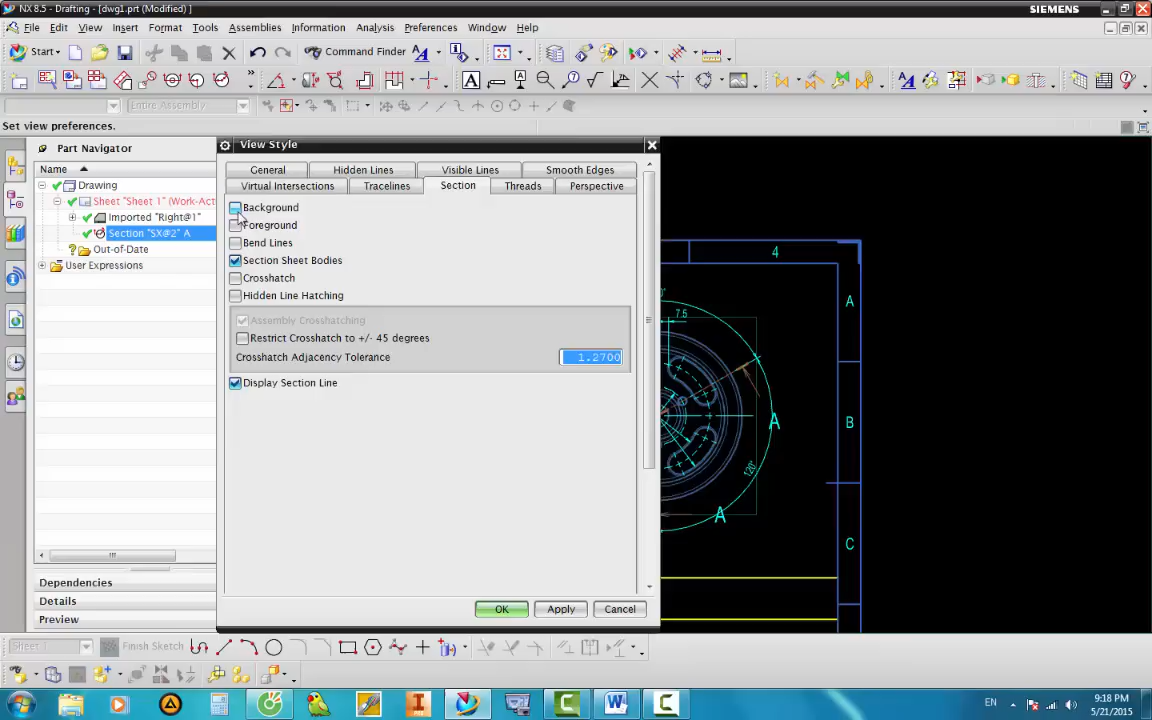 NX 8.5 - Drafting - [dwg1.prt (Modified) ]
SIEMENS
File Edit View Insert Format Tools Assemblies Information Analysis Preferences Window Help
Start Command Finder
Entire Assembly
Set view preferences.
Part Navigator
Name
Drawing
Sheet "Sheet 1" (Work-Act
Imported "Right@1"
Section "SX@2" A
Out-of-Date
User Expressions
Dependencies
Details
Preview
View Style
General Hidden Lines Visible Lines Smooth Edges
Virtual Intersections Tracelines Section Threads Perspective
Background
Foreground
Bend Lines
Section Sheet Bodies
Crosshatch
Hidden Line Hatching
Assembly Crosshatching
Restrict Crosshatch to +/- 45 degrees
Crosshatch Adjacency Tolerance 1.2700
Display Section Line
OK Apply Cancel
4
A
7.5
A
B
120°
A
C
Sheet 1 Finish Sketch
EN
9:18 PM
5/21/2015